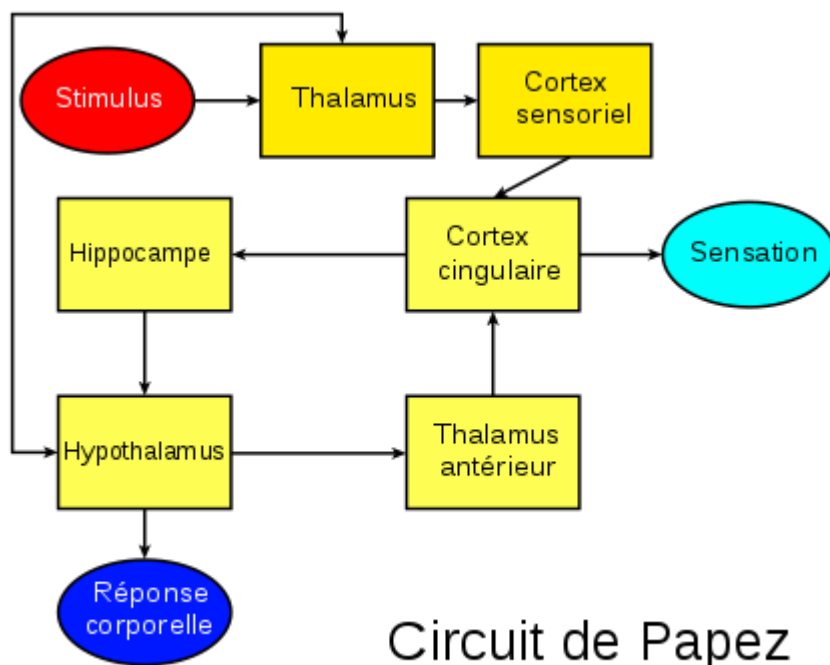 Stimulus
Thalamus
Cortex
sensoriel
Hippocampe
Cortex
cingulaire
Sensation
Hypothalamus
Thalamus
antérieur
Réponse
corporelle
Circuit de Papez